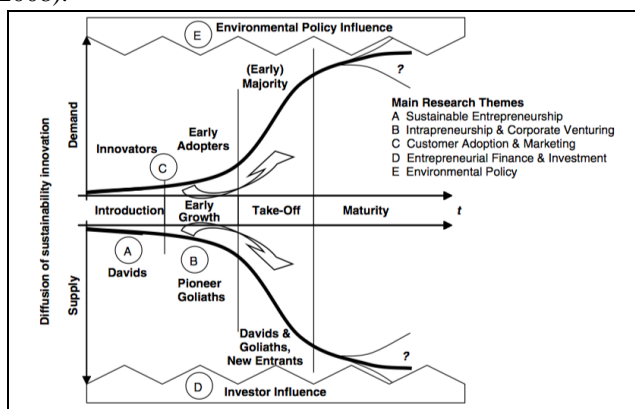 2008).
E Environmental Policy Influence
(Early)
Majority
?
Main Research Themes
A Sustainable Entrepreneurship
B Intrapreneurship & Corporate Venturing
C Customer Adoption & Marketing
D Entrepreneurial Finance & Investment
E Environmental Policy
Diffusion of sustainability innovation
Demand
Innovators
Early
Adopters
C
Introduction
Early
Growth
Take-Off
Maturity
t
Supply
A
Davids
B
Pioneer
Goliaths
Davids &
Goliaths,
New Entrants
?
D Investor Influence